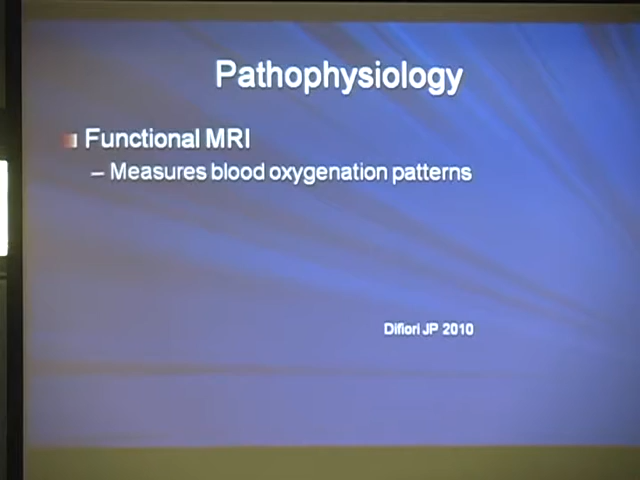 Pathophysiology
Functional MRI
– Measures blood oxygenation patterns
Difiori JP 2010